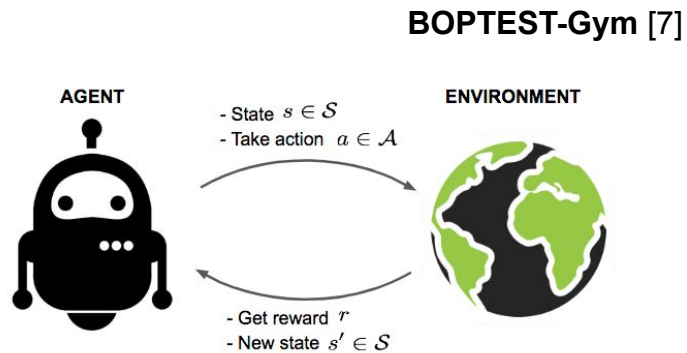 BOPTEST-Gym [7]
AGENT
ENVIRONMENT
- State s ∈ 𝒮
- Take action a ∈ 𝒜
- Get reward r
- New state s′ ∈ 𝒮